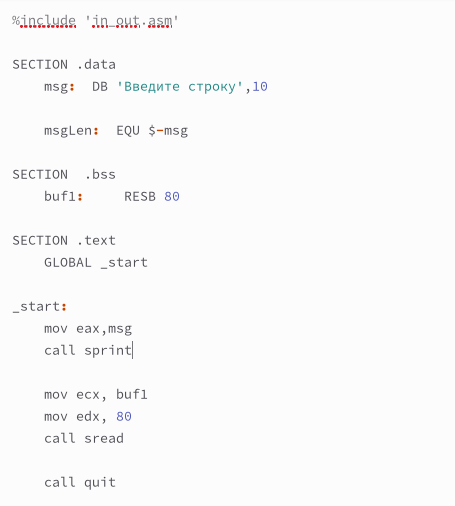 %include 'in_out.asm'
SECTION .data
msg: DB 'Введите строку',10
msgLen: EQU $-msg
SECTION .bss
buf1: RESB 80
SECTION .text
GLOBAL _start
_start:
mov eax,msg
call sprint
mov ecx, buf1
mov edx, 80
call sread
call quit